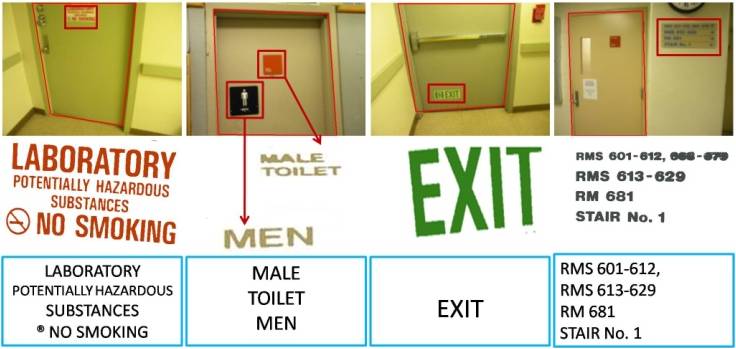 LABORATORY
POTENTIALLY HAZARDOUS
SUBSTANCES
NO SMOKING
MALE
TOILET
MEN
EXIT
RMS 601-612,
RMS 613-629
RM 681
STAIR No. 1
LABORATORY
POTENTIALLY HAZARDOUS
SUBSTANCES
® NO SMOKING
MALE
TOILET
MEN
EXIT
RMS 601-612,
RMS 613-629
RM 681
STAIR No. 1